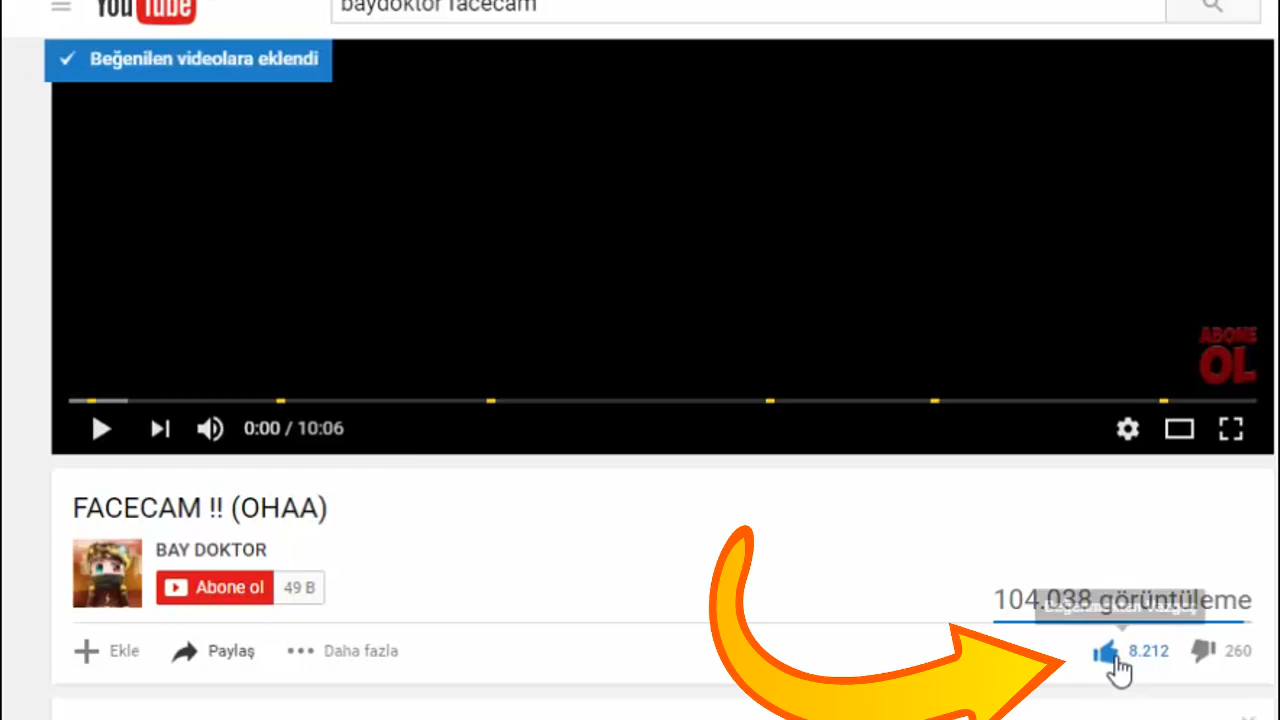 YouTube
baydoktor facecam
Beğenilen videolara eklendi
ABONE
OL
0:00 / 10:06
FACECAM !! (OHAA)
BAY DOKTOR
Abone ol
49 B
104.038 görüntüleme
Ekle
Paylaş
Daha fazla
8.212
260